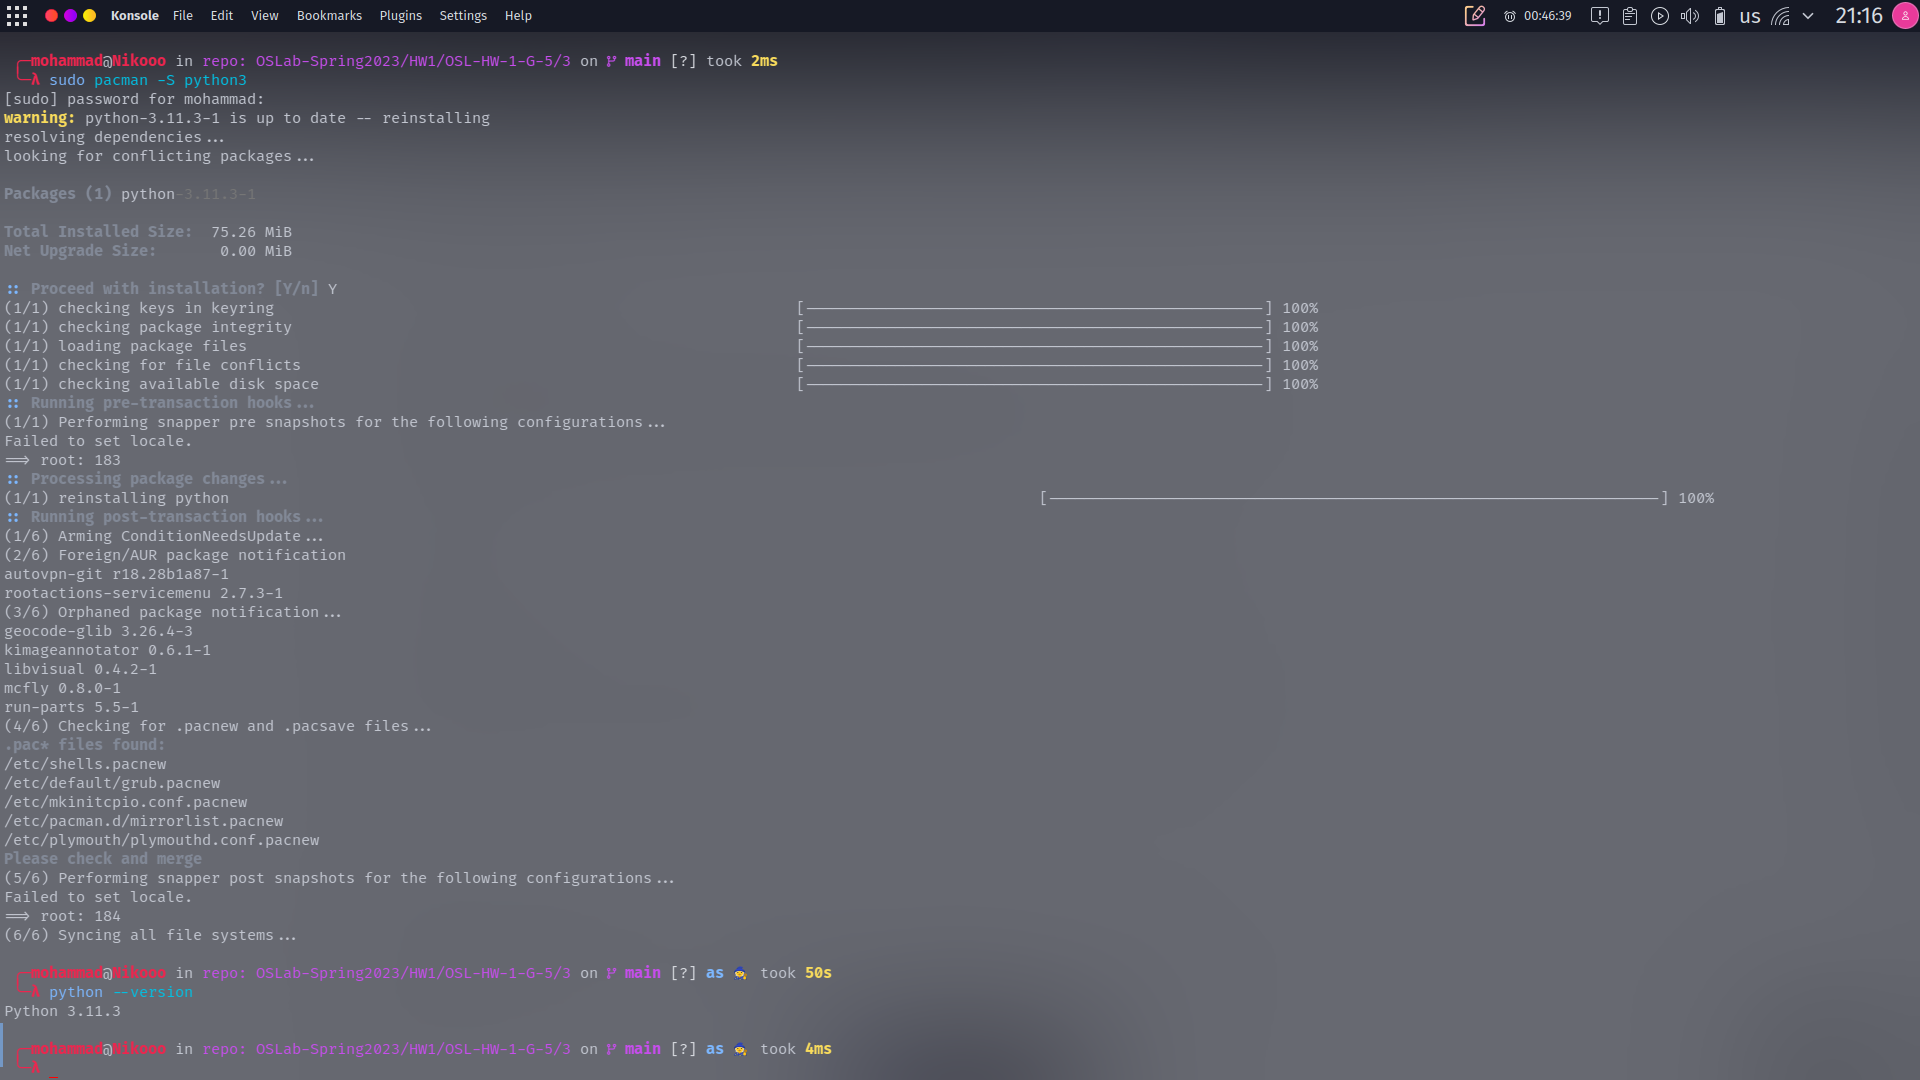 Konsole File Edit View Bookmarks Plugins Settings Help 00:46:39 us 21:16
mohammad@Nikooo in repo: OSLab-Spring2023/HW1/OSL-HW-1-G-5/3 on main [?] took 2ms
λ sudo pacman -S python3
[sudo] password for mohammad:
warning: python-3.11.3-1 is up to date -- reinstalling
resolving dependencies...
looking for conflicting packages...
Packages (1) python-3.11.3-1
Total Installed Size: 75.26 MiB
Net Upgrade Size: 0.00 MiB
:: Proceed with installation? [Y/n] Y
(1/1) checking keys in keyring [----------] 100%
(1/1) checking package integrity [----------] 100%
(1/1) loading package files [----------] 100%
(1/1) checking for file conflicts [----------] 100%
(1/1) checking available disk space [----------] 100%
:: Running pre-transaction hooks...
(1/1) Performing snapper pre snapshots for the following configurations...
Failed to set locale.
==> root: 183
:: Processing package changes...
(1/1) reinstalling python [----------] 100%
:: Running post-transaction hooks...
(1/6) Arming ConditionNeedsUpdate...
(2/6) Foreign/AUR package notification
autovpn-git r18.28b1a87-1
rootactions-servicemenu 2.7.3-1
(3/6) Orphaned package notification...
geocode-glib 3.26.4-3
kimageannotator 0.6.1-1
libvisual 0.4.2-1
mcfly 0.8.0-1
run-parts 5.5-1
(4/6) Checking for .pacnew and .pacsave files...
.pac* files found:
/etc/shells.pacnew
/etc/default/grub.pacnew
/etc/mkinitcpio.conf.pacnew
/etc/pacman.d/mirrorlist.pacnew
/etc/plymouth/plymouthd.conf.pacnew
Please check and merge
(5/6) Performing snapper post snapshots for the following configurations...
Failed to set locale.
==> root: 184
(6/6) Syncing all file systems...
mohammad@Nikooo in repo: OSLab-Spring2023/HW1/OSL-HW-1-G-5/3 on main [?] as 🧙 took 50s
λ python --version
Python 3.11.3
mohammad@Nikooo in repo: OSLab-Spring2023/HW1/OSL-HW-1-G-5/3 on main [?] as 🧙 took 4ms
λ _